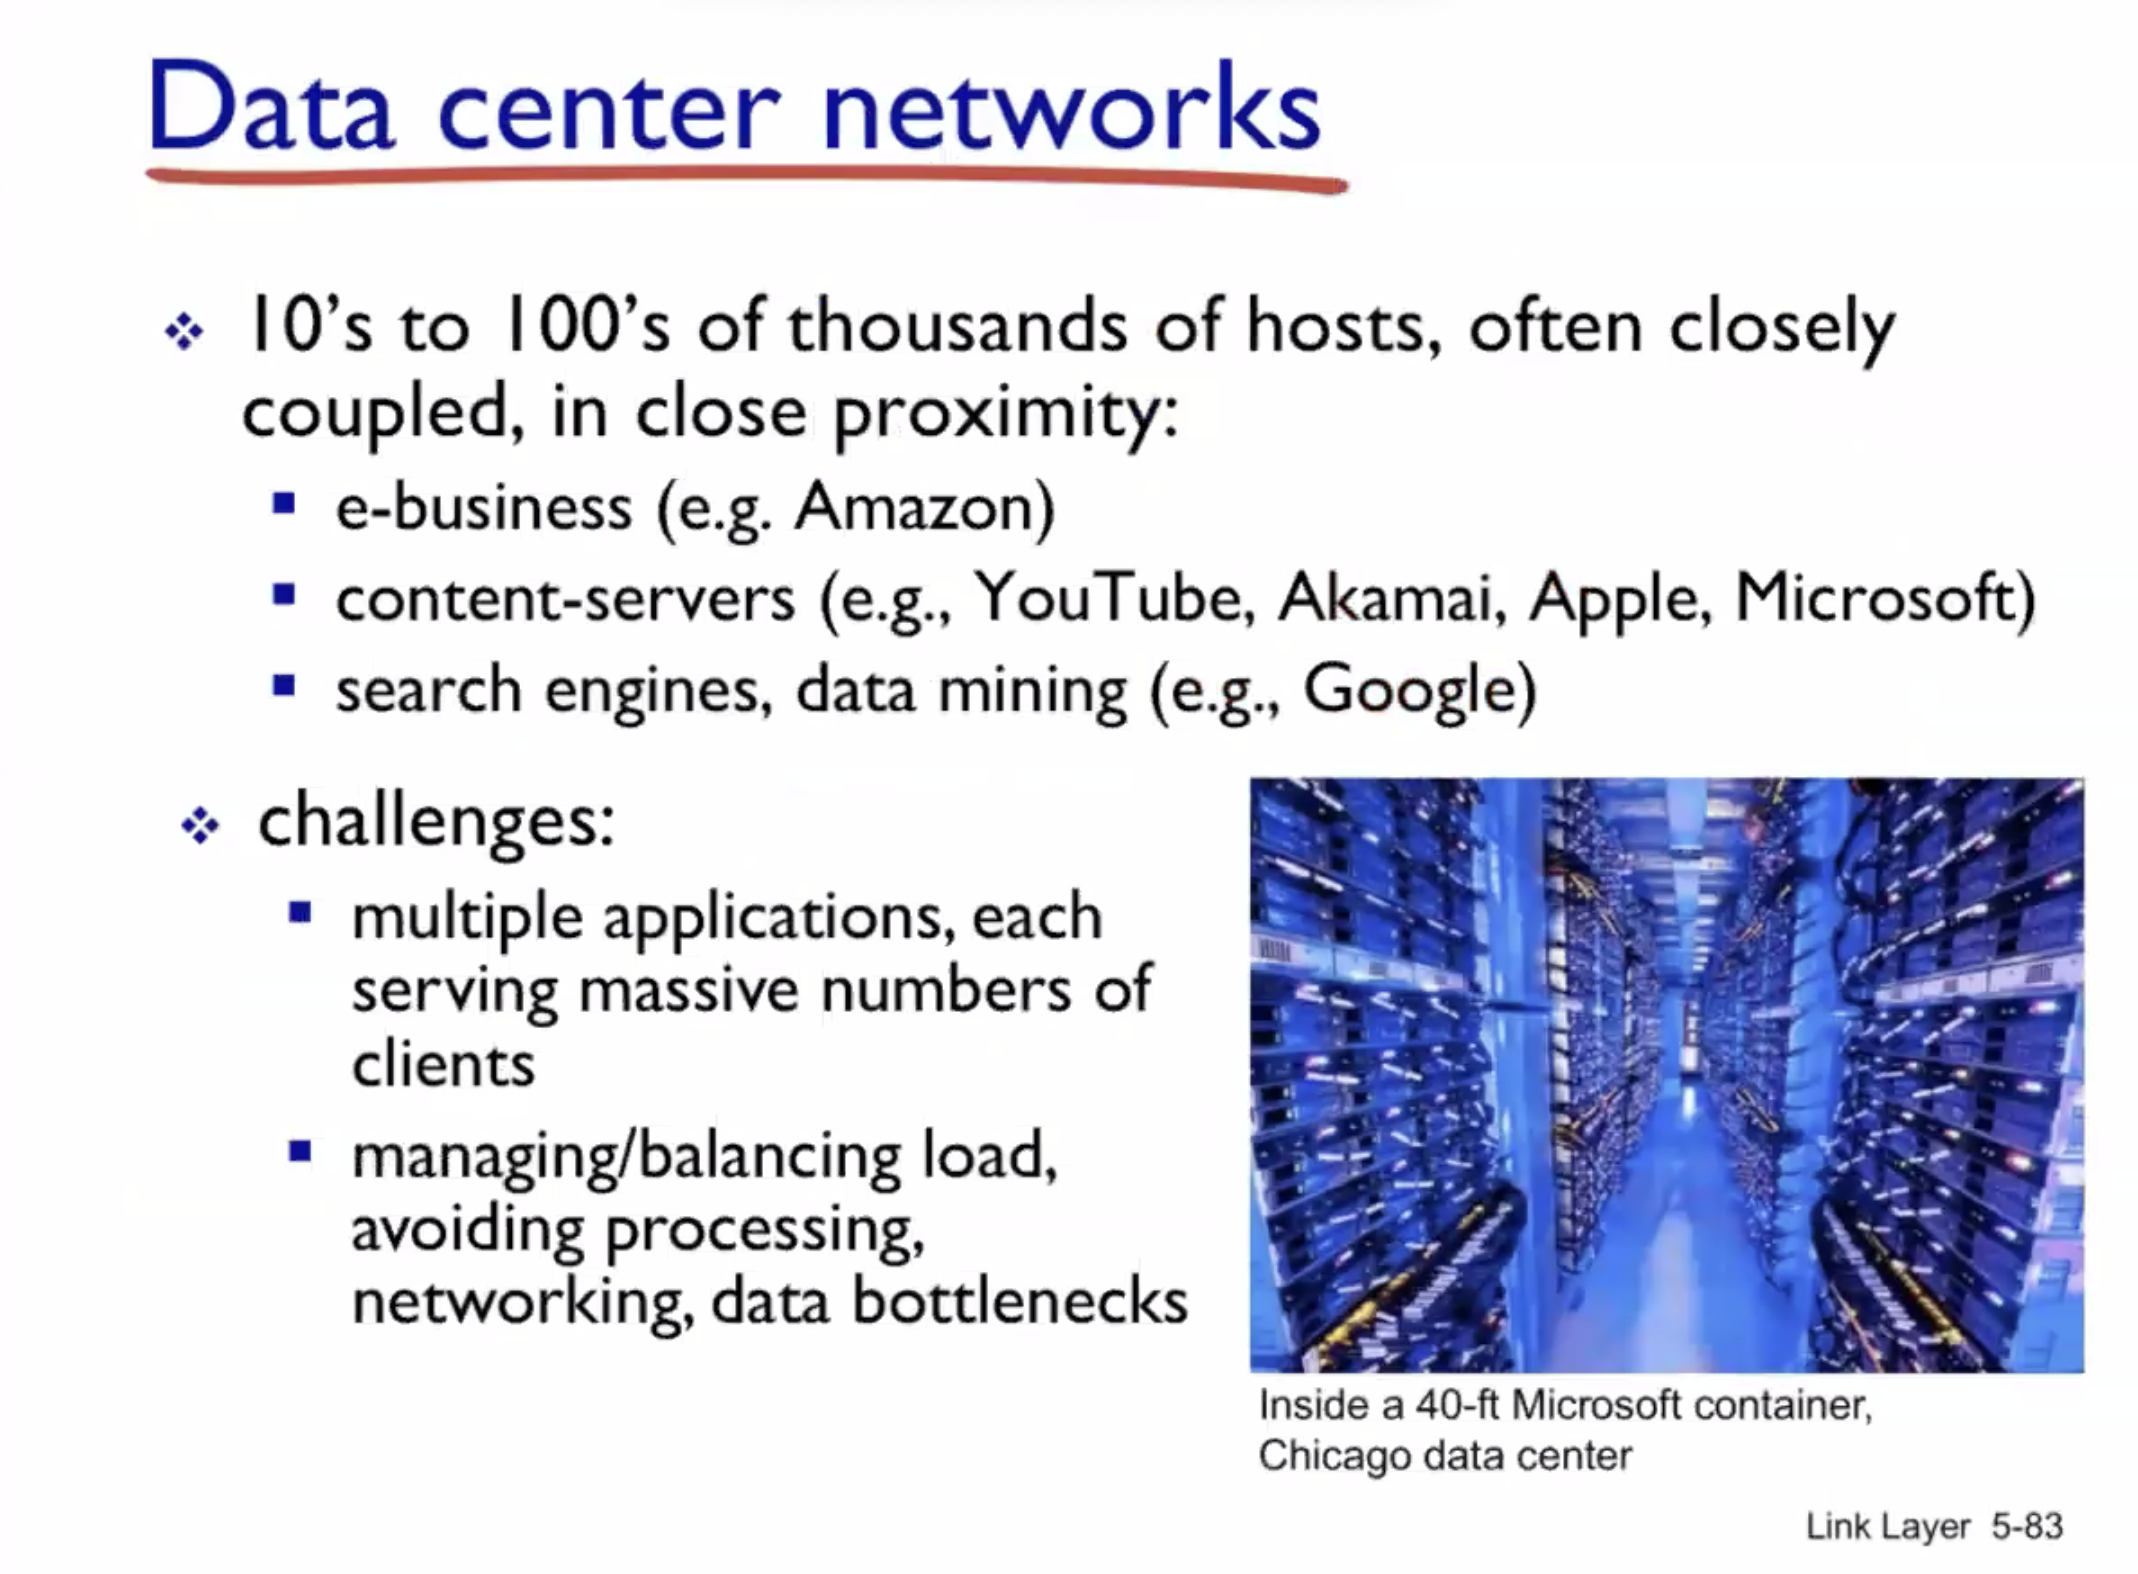 Data center networks
10’s to 100’s of thousands of hosts, often closely
coupled, in close proximity:
e-business (e.g. Amazon)
content-servers (e.g., YouTube, Akamai, Apple, Microsoft)
search engines, data mining (e.g., Google)
challenges:
multiple applications, each
serving massive numbers of
clients
managing/balancing load,
avoiding processing,
networking, data bottlenecks
Inside a 40-ft Microsoft container,
Chicago data center
Link Layer 5-83